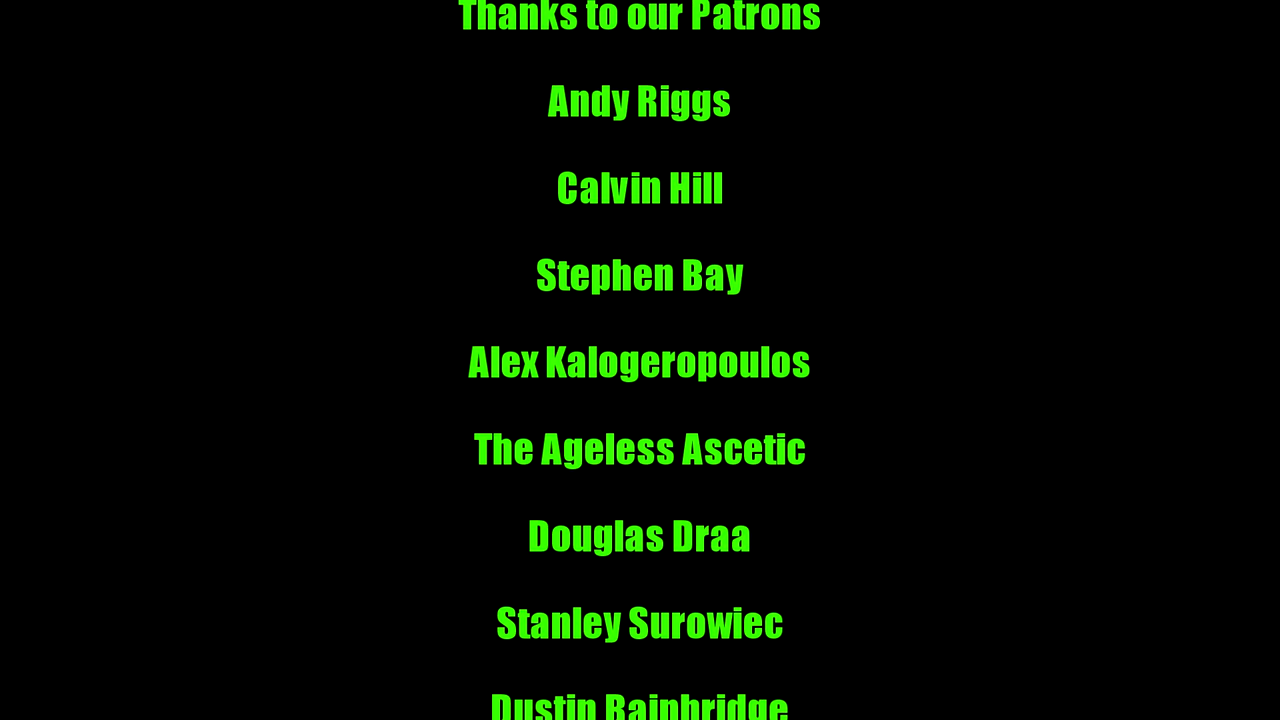 Thanks to our Patrons
Andy Riggs
Calvin Hill
Stephen Bay
Alex Kalogeropoulos
The Ageless Ascetic
Douglas Draa
Stanley Surowiec
Dustin Bainbridge